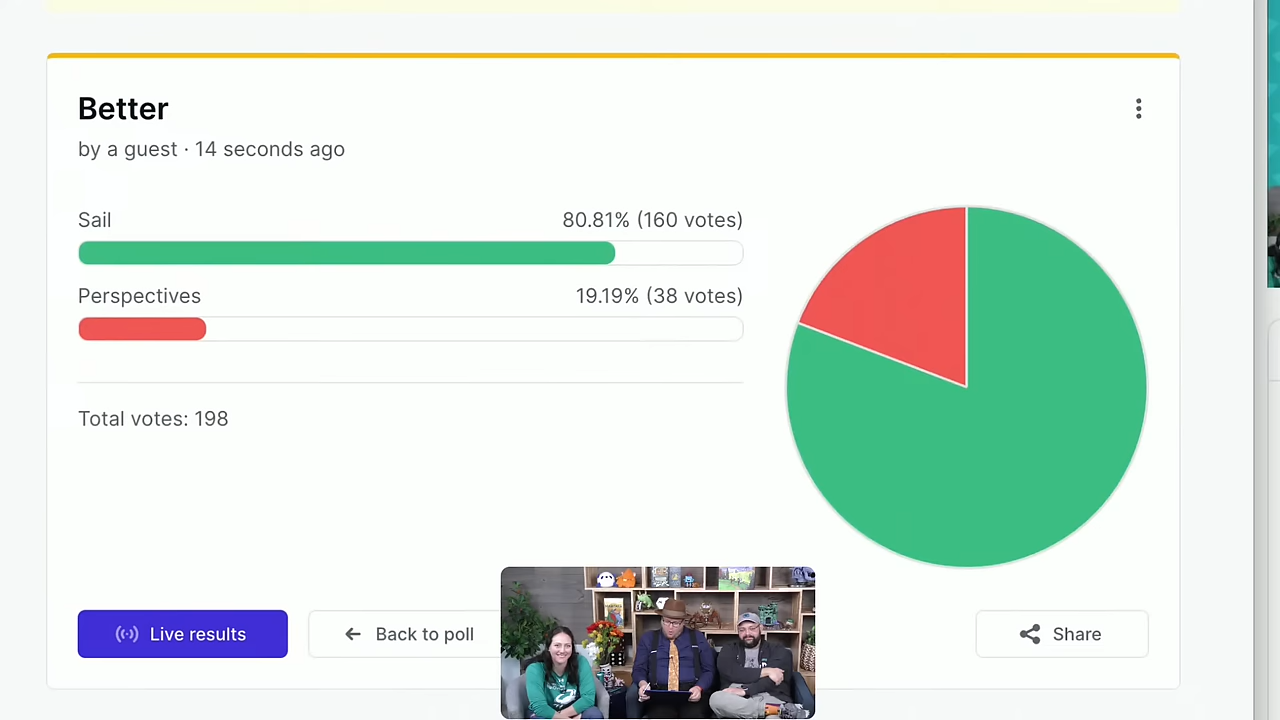 Better
by a guest · 14 seconds ago
Sail 80.81% (160 votes)
Perspectives 19.19% (38 votes)
Total votes: 198
Live results
Back to poll
Share